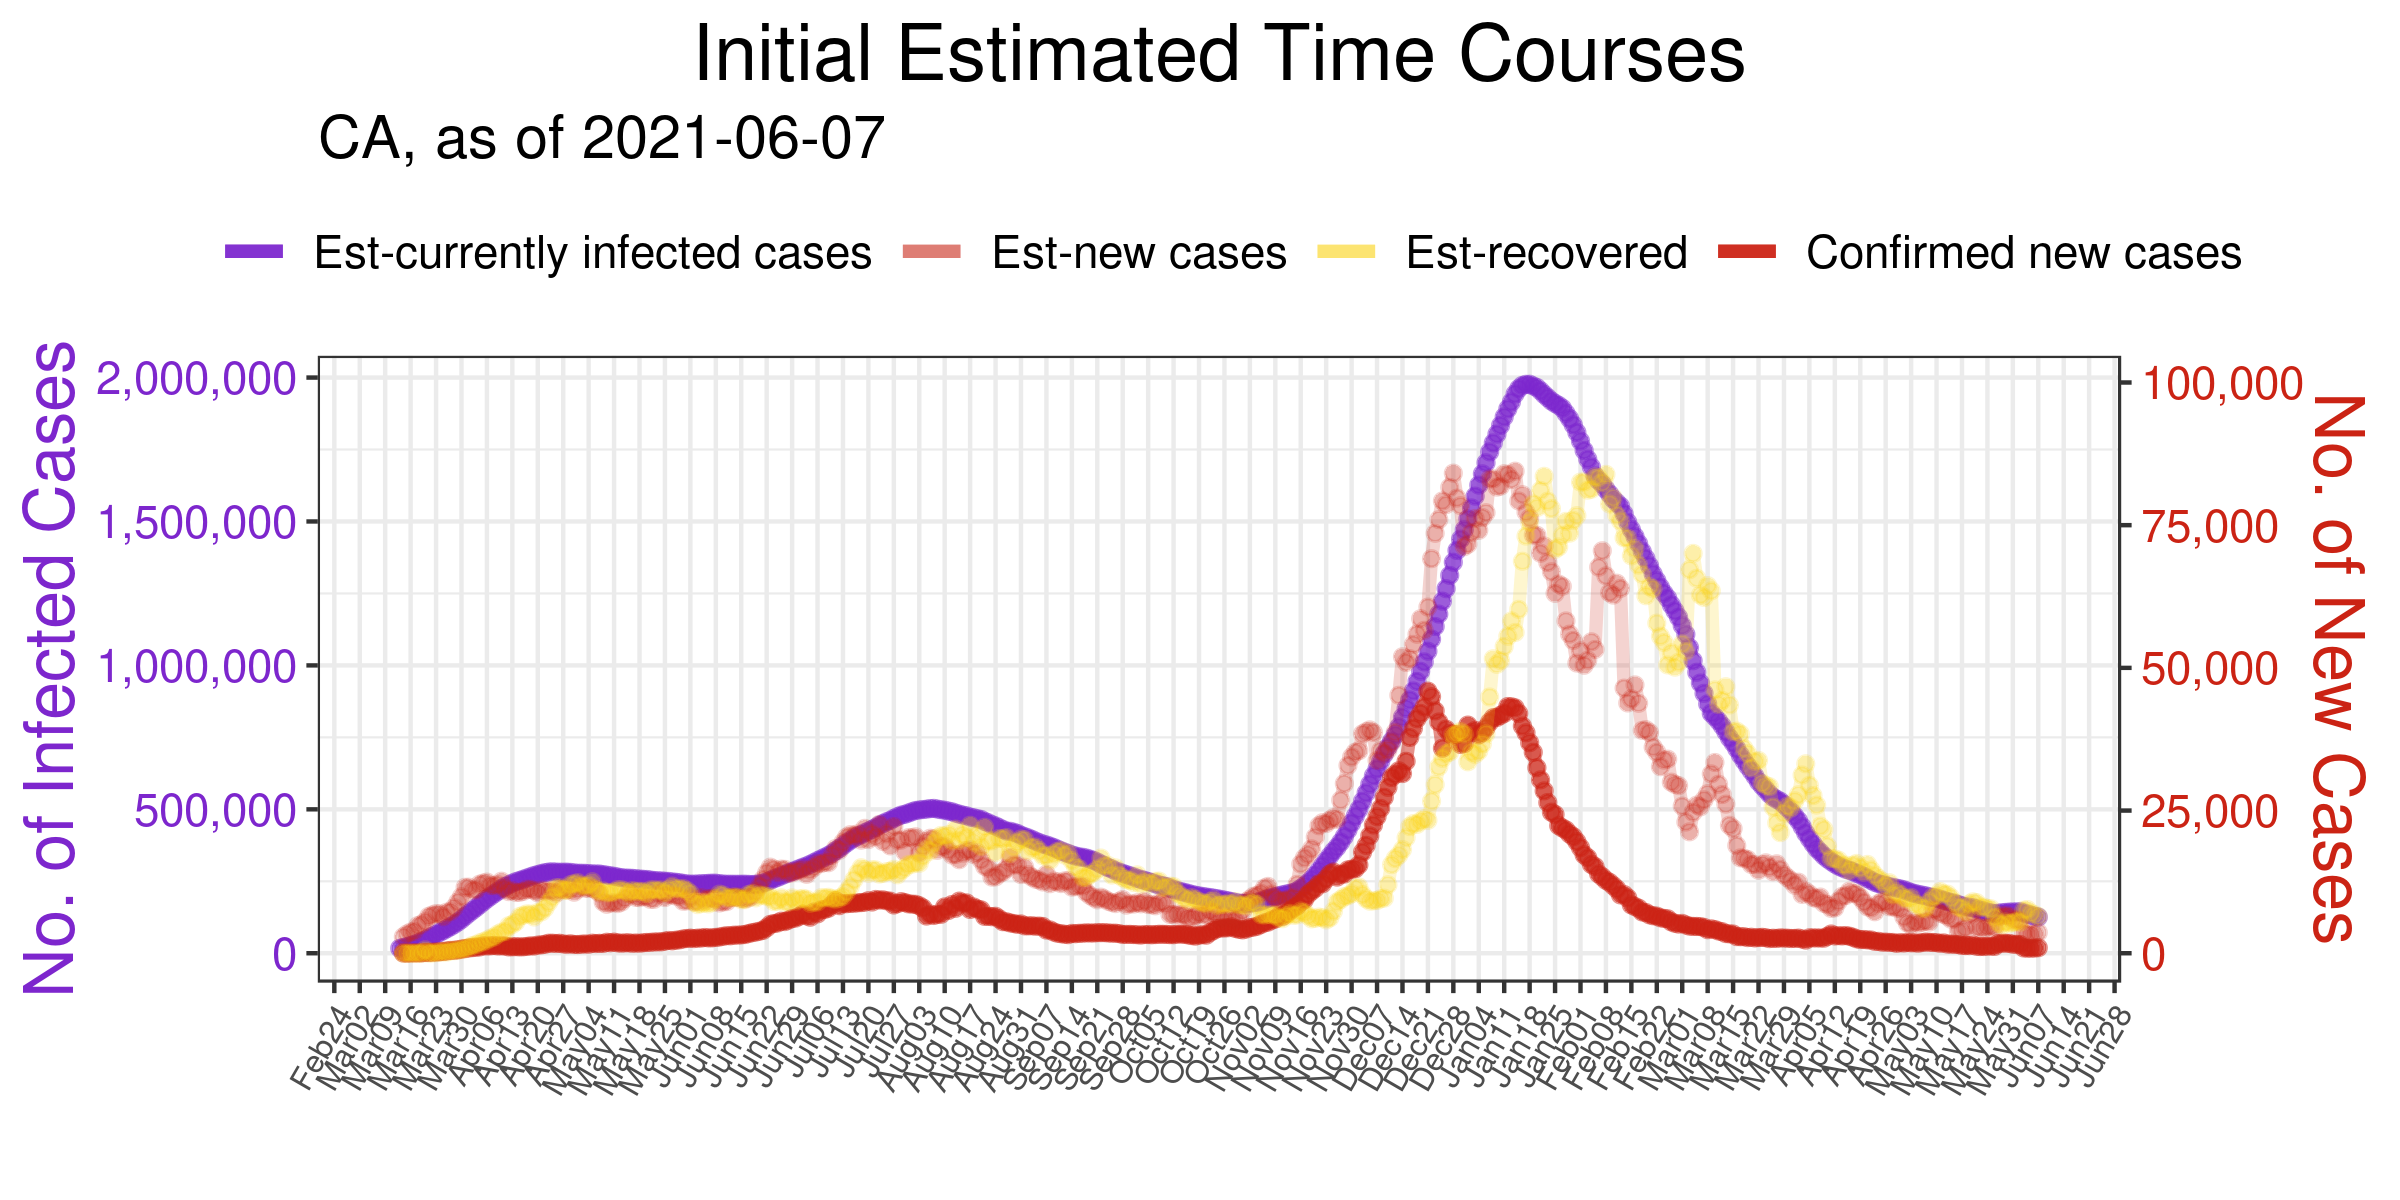 Initial Estimated Time Courses
CA, as of 2021-06-07
Est-currently infected cases Est-new cases Est-recovered Confirmed new cases
No. of Infected Cases
2,000,000
1,500,000
1,000,000
500,000
0
100,000
75,000
50,000
25,000
0
No. of New Cases
Feb24 Mar02 Mar09 Mar16 Mar23 Mar30 Apr06 Apr13 Apr20 Apr27 May04 May11 May18 May25 Jun01 Jun08 Jun15 Jun22 Jun29 Jul06 Jul13 Jul20 Jul27 Aug03 Aug10 Aug17 Aug24 Aug31 Sep07 Sep14 Sep21 Sep28 Oct05 Oct12 Oct19 Oct26 Nov02 Nov09 Nov16 Nov23 Nov30 Dec07 Dec14 Dec21 Dec28 Jan04 Jan11 Jan18 Jan25 Feb01 Feb08 Feb15 Feb22 Mar01 Mar08 Mar15 Mar22 Mar29 Apr05 Apr12 Apr19 Apr26 May03 May10 May17 May24 May31 Jun07 Jun14 Jun21 Jun28